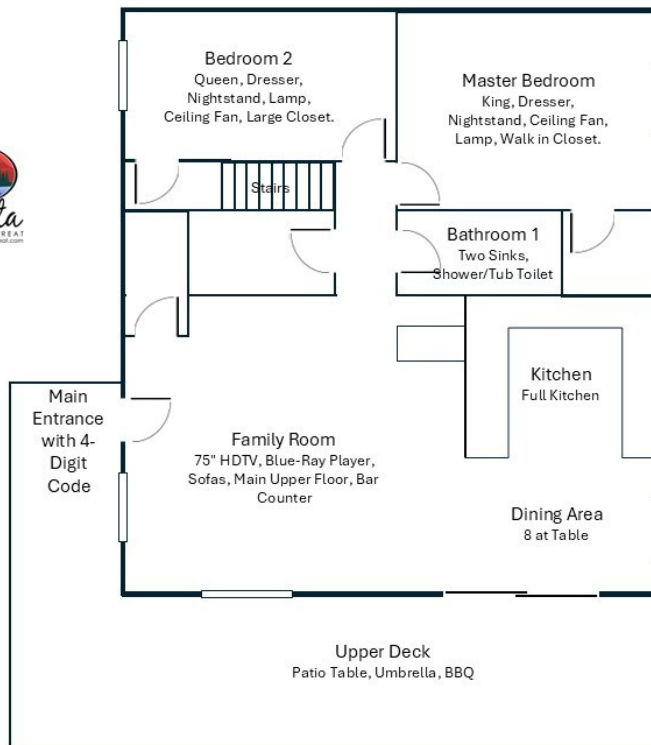 Bedroom 2
Queen, Dresser,
Nightstand, Lamp,
Ceiling Fan, Large Closet.
Master Bedroom
King, Dresser,
Nightstand, Ceiling Fan,
Lamp, Walk in Closet.
Stairs
Bathroom 1
Two Sinks,
Shower/Tub Toilet
Main
Entrance
with 4-
Digit
Code
Kitchen
Full Kitchen
Family Room
75" HDTV, Blue-Ray Player,
Sofas, Main Upper Floor, Bar
Counter
Dining Area
8 at Table
Upper Deck
Patio Table, Umbrella, BBQ